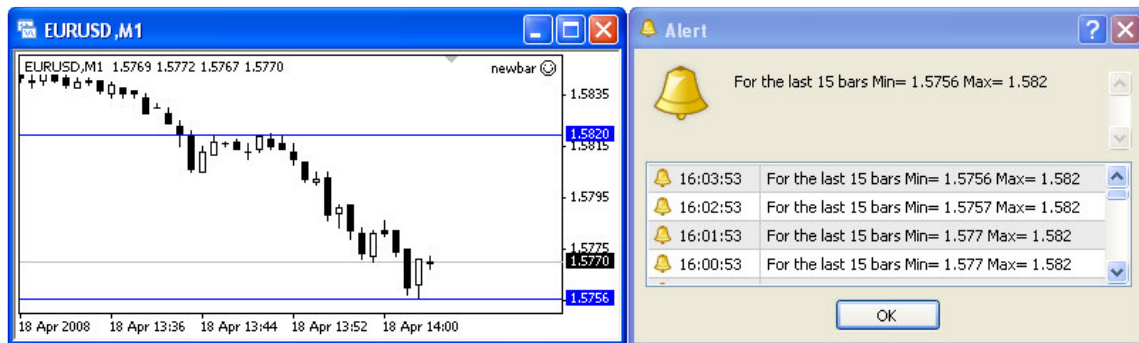 EURUSD,M1
EURUSD,M1 1.5769 1.5772 1.5767 1.5770
newbar
1.5835
1.5820
1.5815
1.5795
1.5775
1.5770
1.5756
18 Apr 2008 18 Apr 13:36 18 Apr 13:44 18 Apr 13:52 18 Apr 14:00
Alert
For the last 15 bars Min= 1.5756 Max= 1.582
16:03:53 For the last 15 bars Min= 1.5756 Max= 1.582
16:02:53 For the last 15 bars Min= 1.5757 Max= 1.582
16:01:53 For the last 15 bars Min= 1.577 Max= 1.582
16:00:53 For the last 15 bars Min= 1.577 Max= 1.582
OK